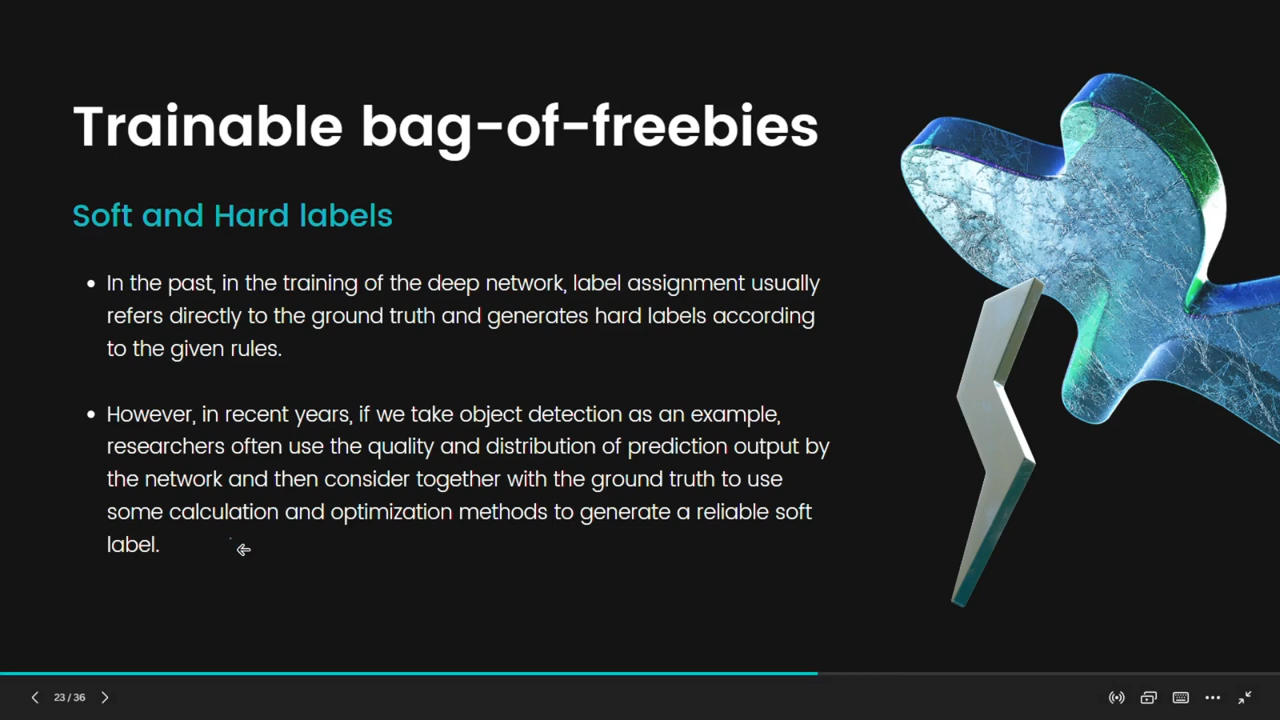 Trainable bag-of-freebies
Soft and Hard labels
• In the past, in the training of the deep network, label assignment usually
refers directly to the ground truth and generates hard labels according
to the given rules.
• However, in recent years, if we take object detection as an example,
researchers often use the quality and distribution of prediction output by
the network and then consider together with the ground truth to use
some calculation and optimization methods to generate a reliable soft
label.
23 / 36